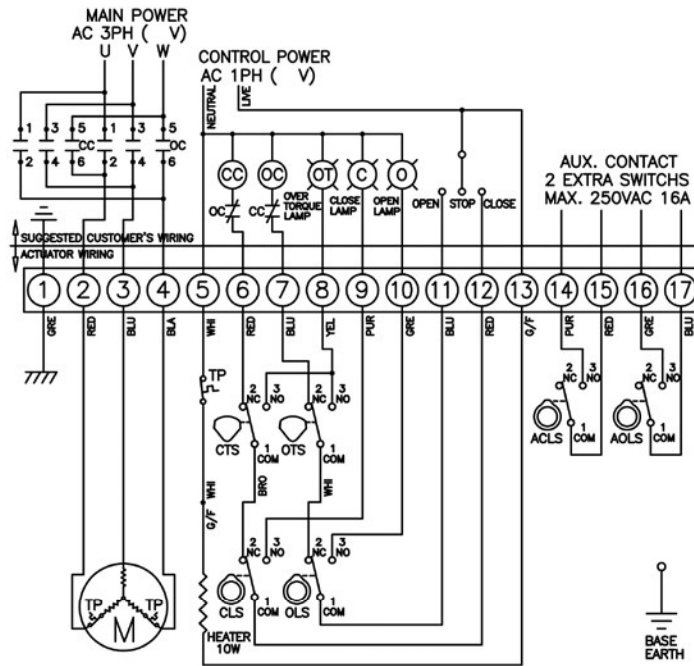 MAIN POWER
AC 3PH ( V)
U V W
CONTROL POWER
AC 1PH ( V)
NEUTRAL
LIVE
1 3 5 1 3 5
CC OC
2 4 6 2 4 6
CC OC OT C O
OC CC
OVER
TORQUE
LAMP
CLOSE
LAMP
OPEN
LAMP
OPEN STOP CLOSE
AUX. CONTACT
2 EXTRA SWITCHS
MAX. 250VAC 16A
SUGGESTED CUSTOMER'S WIRING
ACTUATOR WIRING
1 2 3 4 5 6 7 8 9 10 11 12 13 14 15 16 17
GRE RED BLU BLA WHI RED BLU YEL PUR GRE BLU RED G/F PUR RED GRE BLU
TP
2 NC 3 NO
2 NC 3 NO
CTS OTS
1 COM
1 COM
BRO WHI
WHI
G/F
2 NC 3 NO
2 NC 3 NO
CLS OLS
1 COM
1 COM
HEATER
10W
TP TP
M
2 NC 3 NO
2 NC 3 NO
ACLS AOLS
1 COM
1 COM
BASE
EARTH